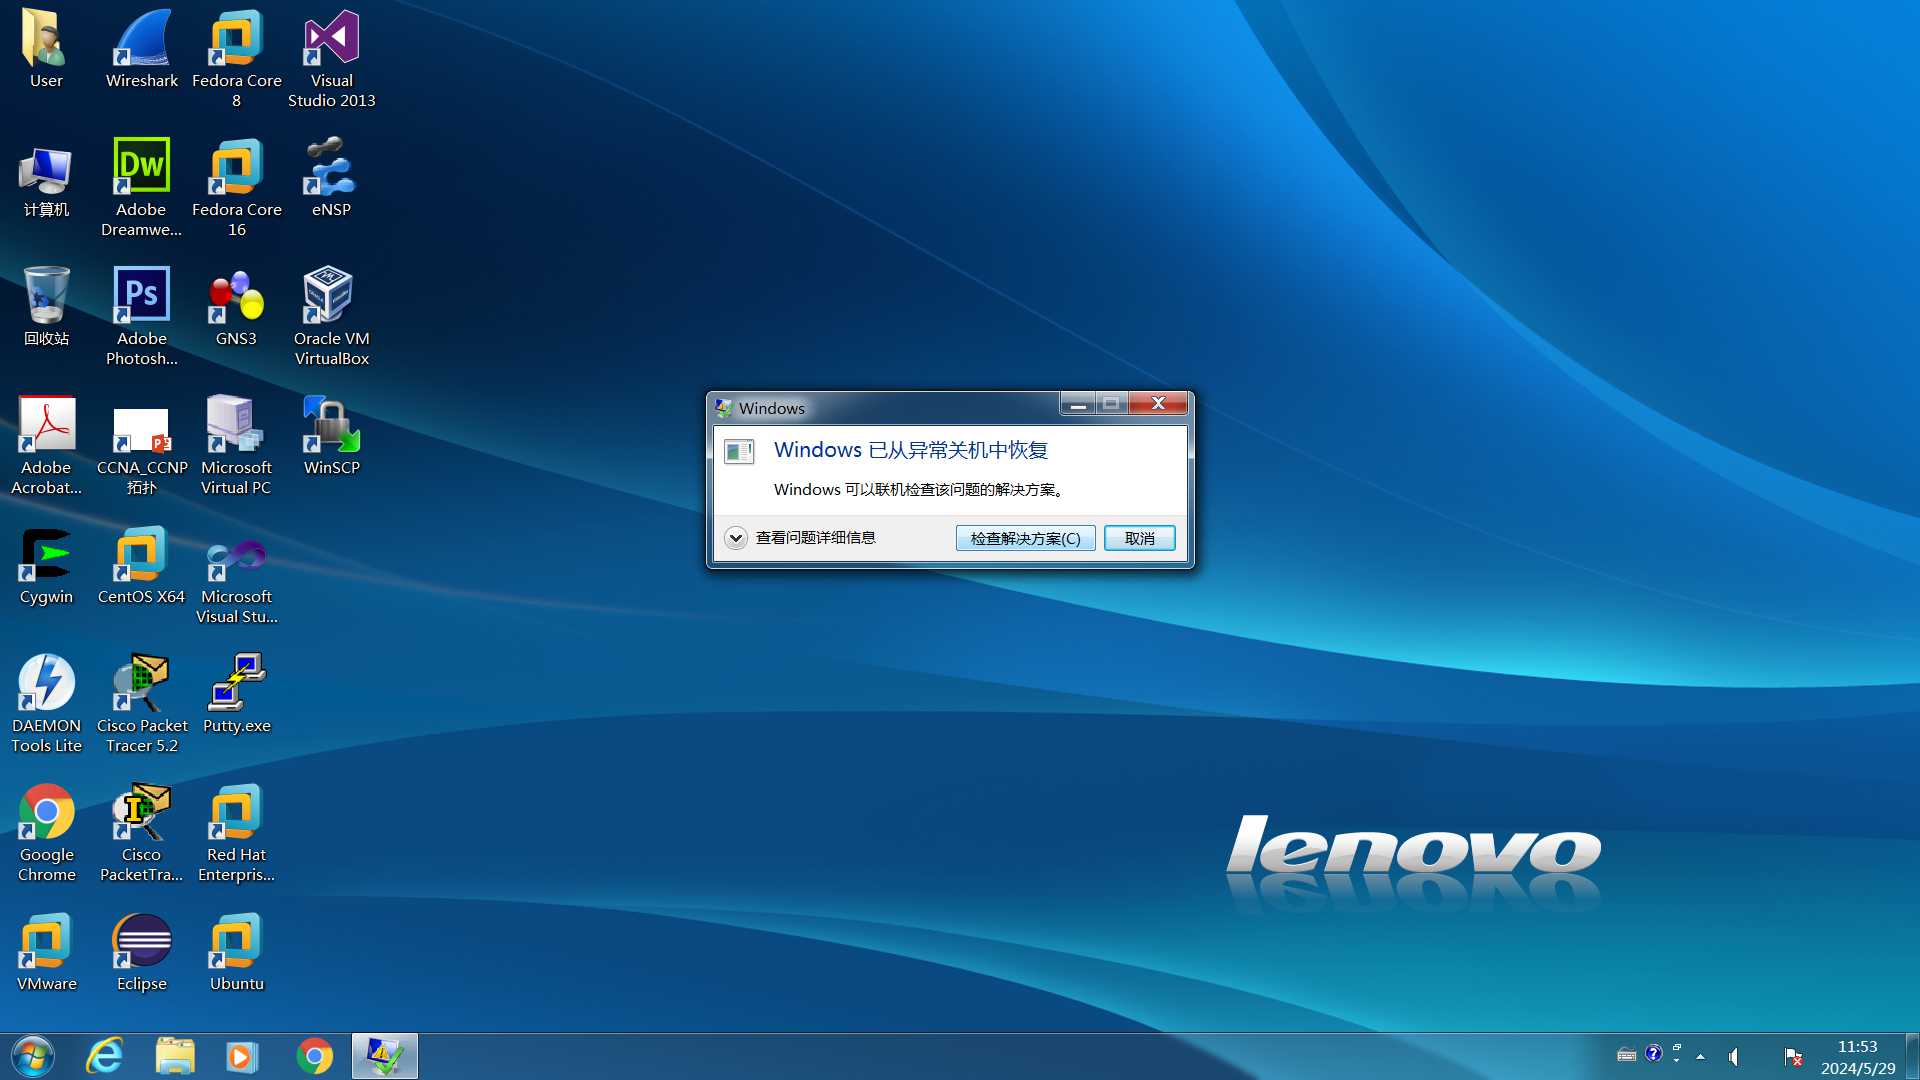 User
Wireshark
Fedora Core
8
Visual
Studio 2013
计算机
Adobe
Dreamwe...
Fedora Core
16
eNSP
回收站
Adobe
Photosh...
GNS3
Oracle VM
VirtualBox
Adobe
Acrobat...
CCNA_CCNP
拓扑
Microsoft
Virtual PC
WinSCP
Cygwin
CentOS X64
Microsoft
Visual Stu...
DAEMON
Tools Lite
Cisco Packet
Tracer 5.2
Putty.exe
Google
Chrome
Cisco
PacketTra...
Red Hat
Enterpris...
VMware
Eclipse
Ubuntu
Dw
Ps
Windows
Windows 已从异常关机中恢复
Windows 可以联机检查该问题的解决方案。
查看问题详细信息
检查解决方案(C)
取消
lenovo
11:53
2024/5/29